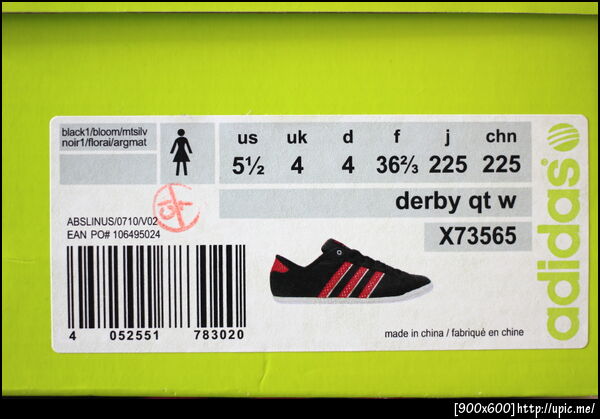 black1/bloom/mtsilv
noir1/florai/argmat
us uk d f j chn
5½ 4 4 36⅔ 225 225
derby qt w
X73565
ABSLINUS/0710/V02
EAN PO# 106495024
4 052551 783020
made in china / fabriqué en chine
adidas
[900x600]http://upic.me/